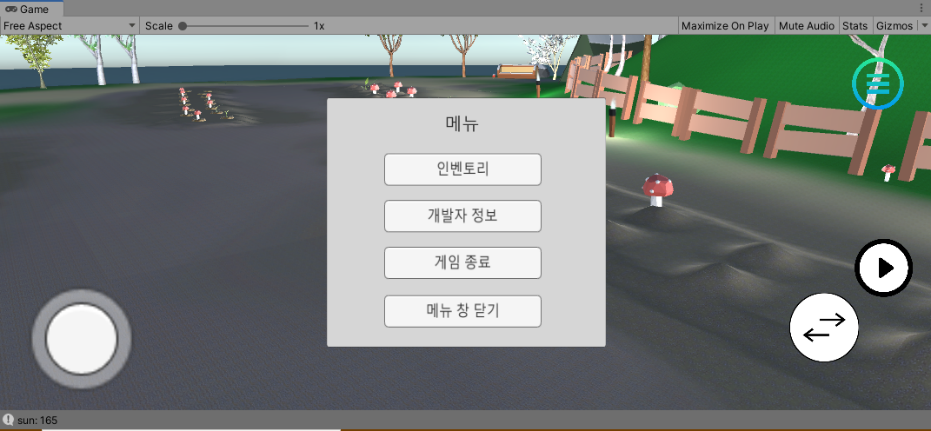 Game
Free Aspect Scale 1x Maximize On Play Mute Audio Stats Gizmos
메뉴
인벤토리
개발자 정보
게임 종료
메뉴 창 닫기
sun: 165